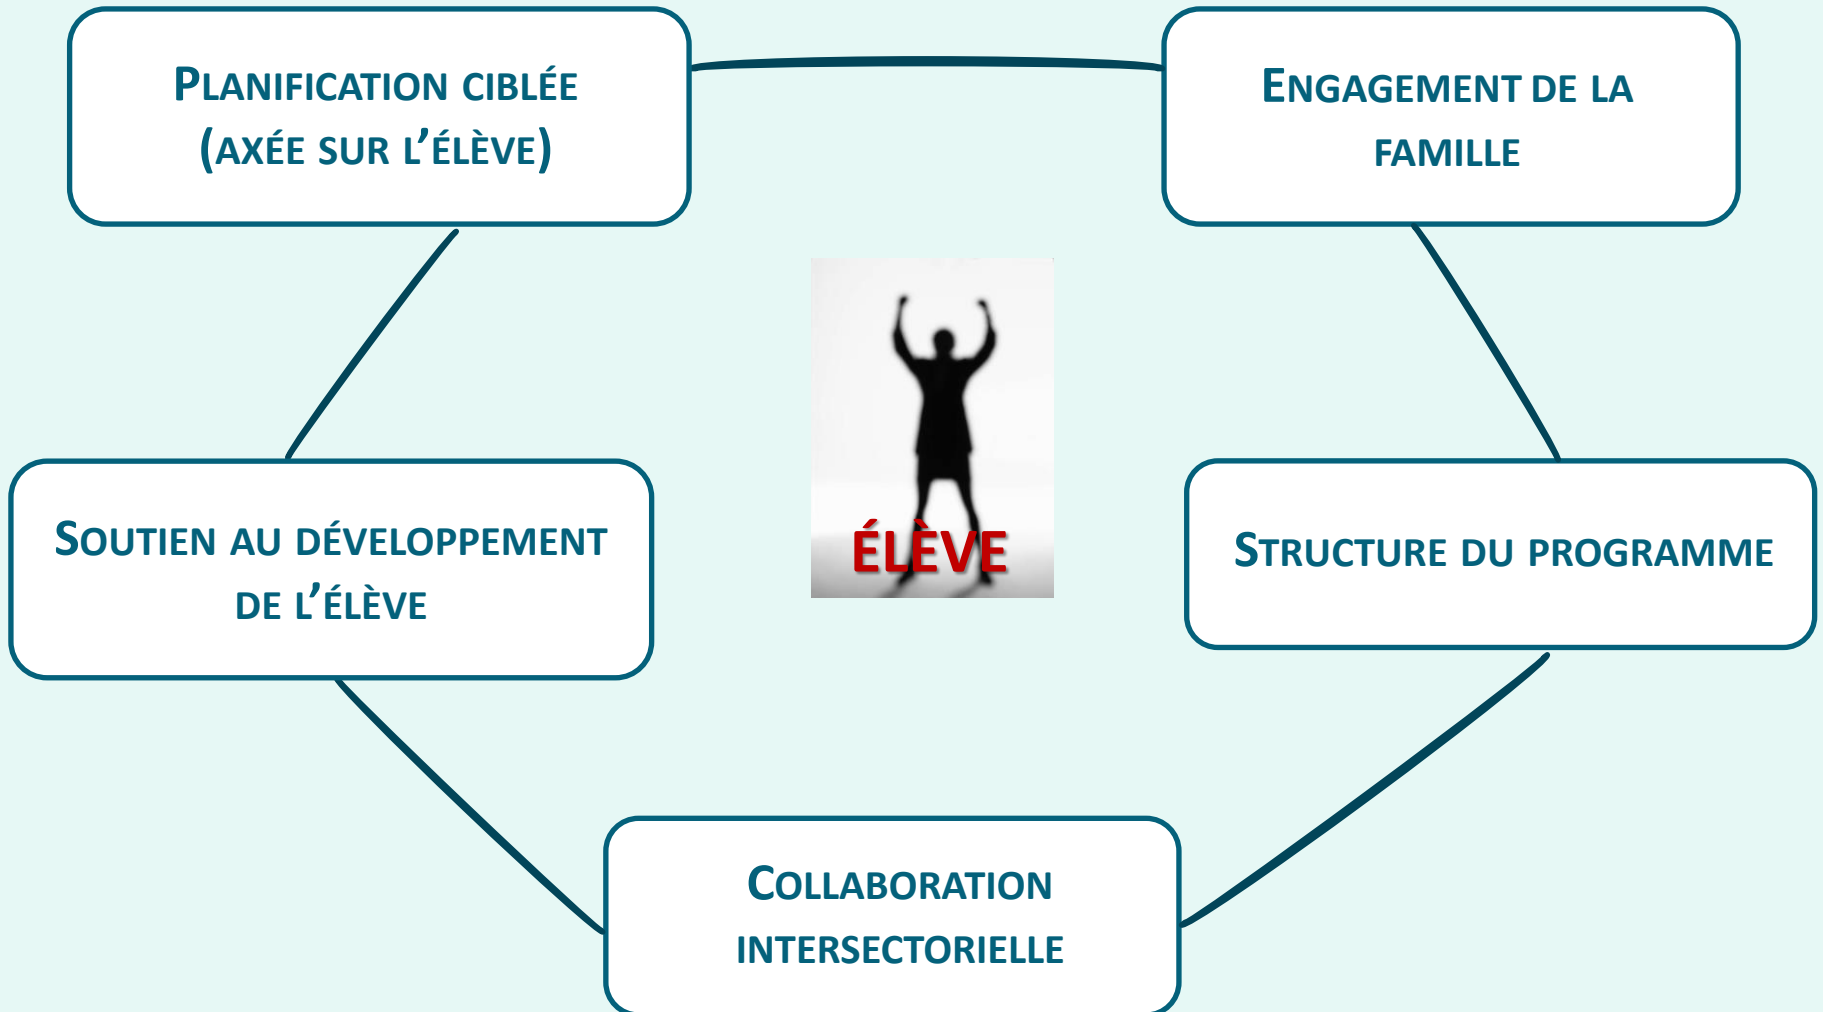 PLANIFICATION CIBLÉE
(AXÉE SUR L’ÉLÈVE)
ENGAGEMENT DE LA
FAMILLE
SOUTIEN AU DÉVELOPPEMENT
DE L’ÉLÈVE
ÉLÈVE
STRUCTURE DU PROGRAMME
COLLABORATION
INTERSECTORIELLE